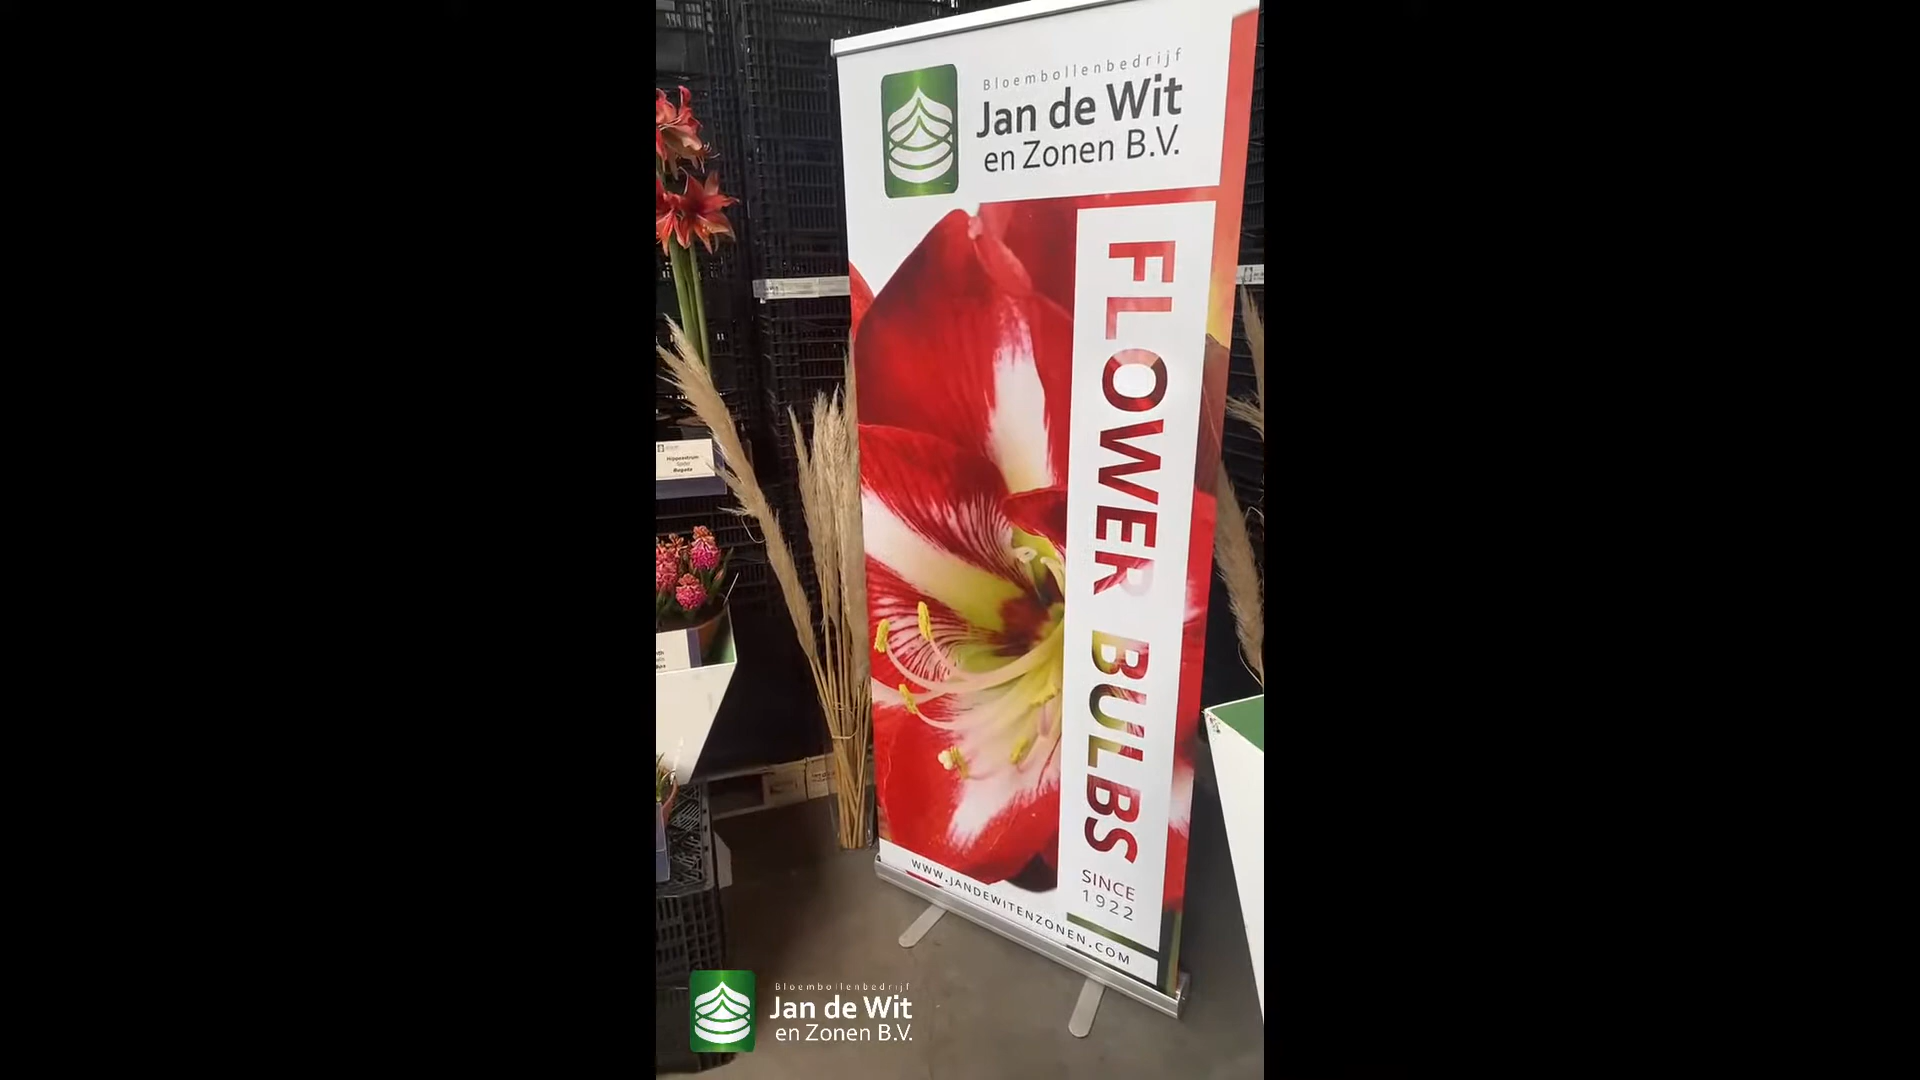 Bloembollenbedrijf
Jan de Wit
en Zonen B.V.
FLOWER BULBS
SINCE
1922
WWW.JANDEWITENZONEN.COM
Hippeastrum
Bogota
Bloembollenbedrijf
Jan de Wit
en Zonen B.V.